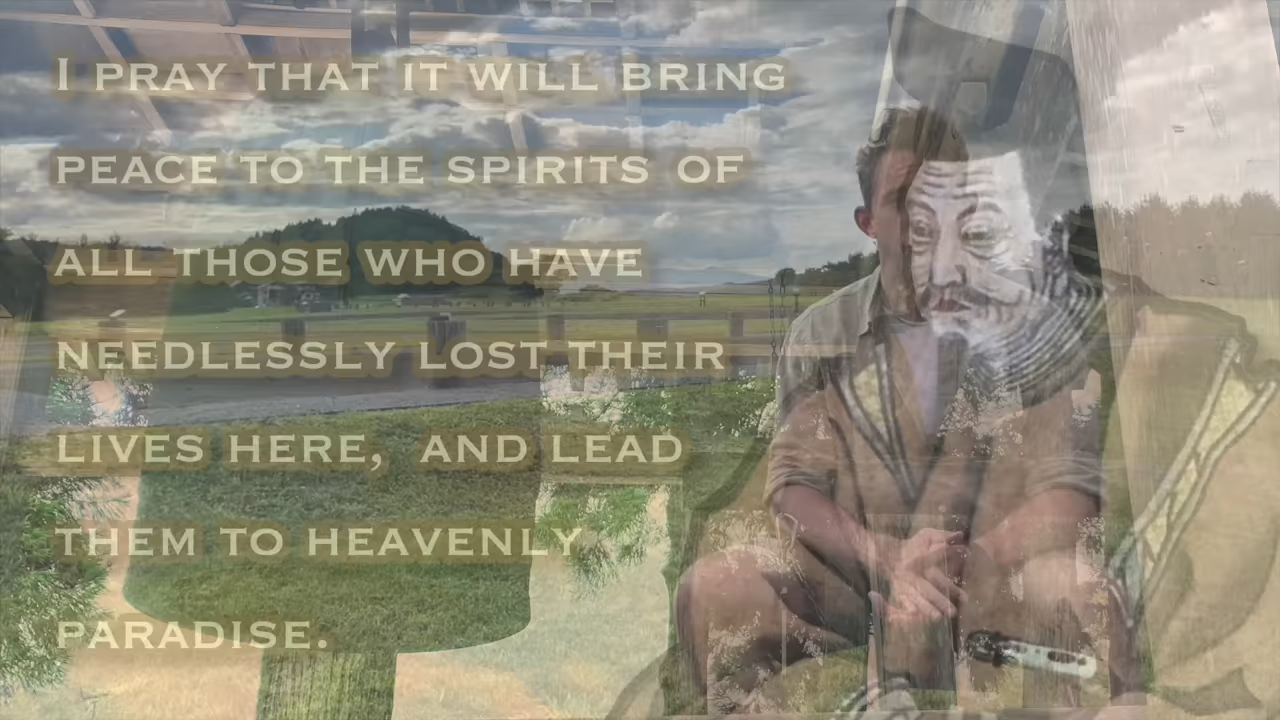 I PRAY THAT IT WILL BRING
PEACE TO THE SPIRITS OF
ALL THOSE WHO HAVE
NEEDLESSLY LOST THEIR
LIVES HERE, AND LEAD
THEM TO HEAVENLY
PARADISE.